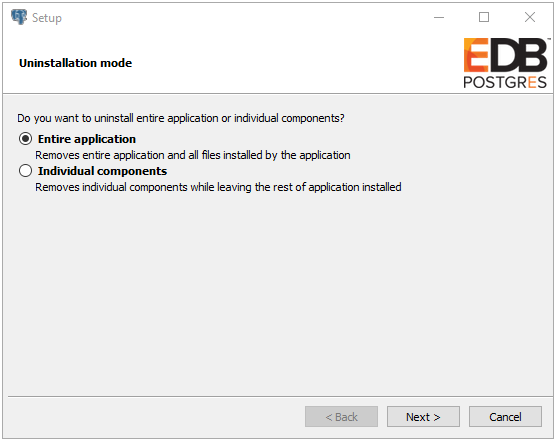 Setup
Uninstallation mode
EDB™
POSTGRES
Do you want to uninstall entire application or individual components?
Entire application
Removes entire application and all files installed by the application
Individual components
Removes individual components while leaving the rest of application installed
< Back
Next >
Cancel